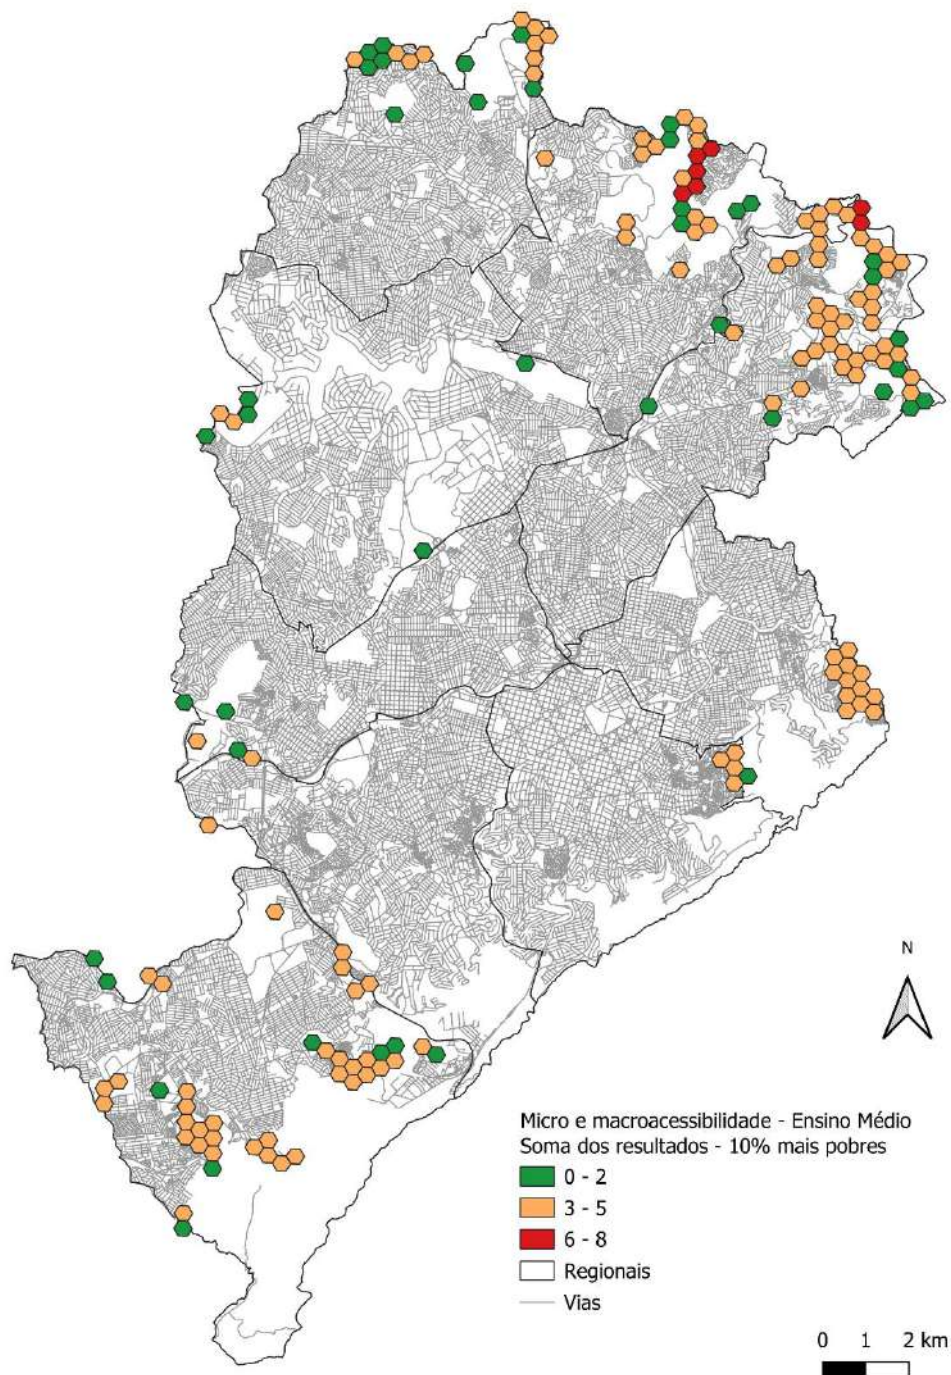 N
Micro e macroacessibilidade - Ensino Médio
Soma dos resultados - 10% mais pobres
0 - 2
3 - 5
6 - 8
Regionais
Vias
0 1 2 km